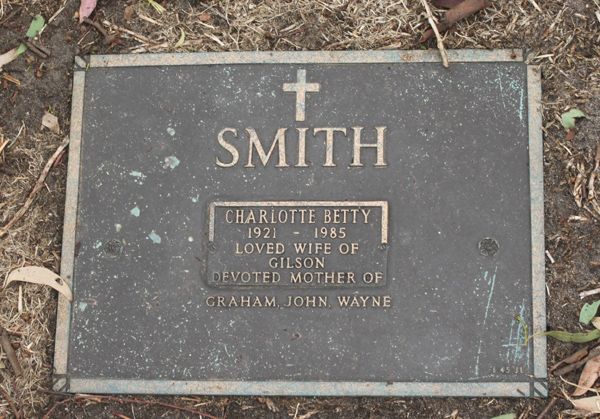 SMITH
CHARLOTTE BETTY
1921 - 1985
LOVED WIFE OF
GILSON
DEVOTED MOTHER OF
GRAHAM, JOHN, WAYNE